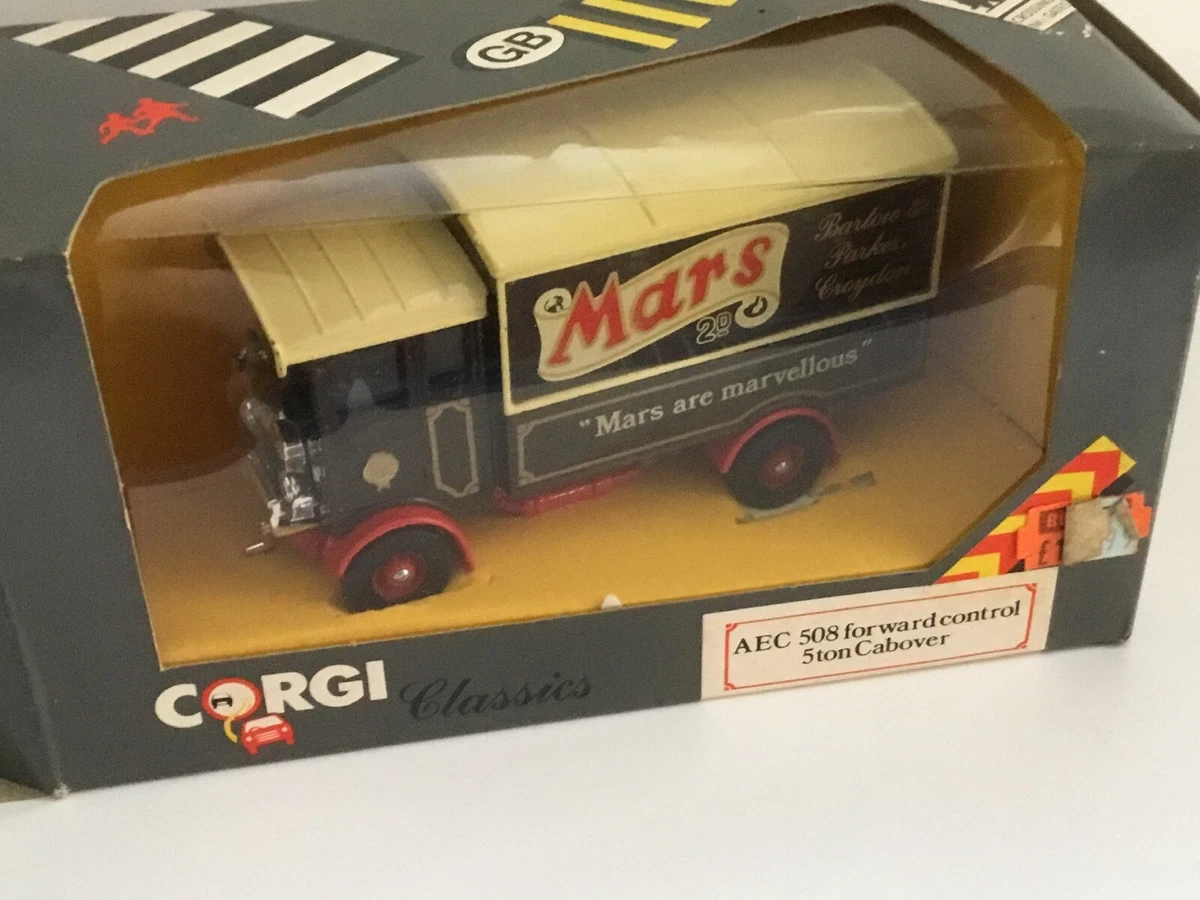 GB
Mars
2D
Barlow &
Parker,
Croydon
"Mars are marvellous"
AEC 508 forward control
5ton Cabover
CORGI Classics